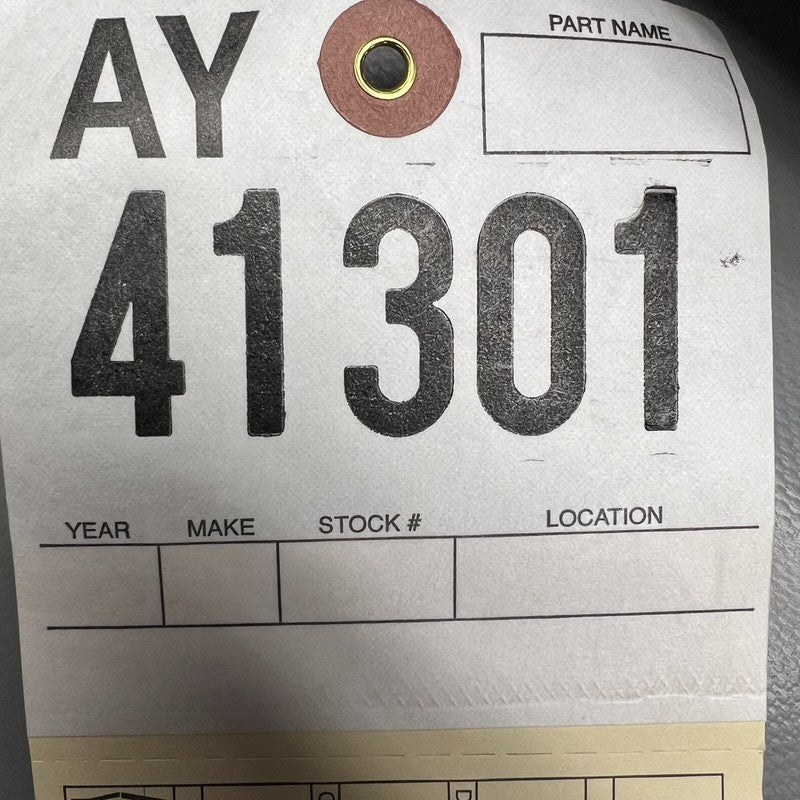 AY
PART NAME
41301
YEAR MAKE STOCK # LOCATION